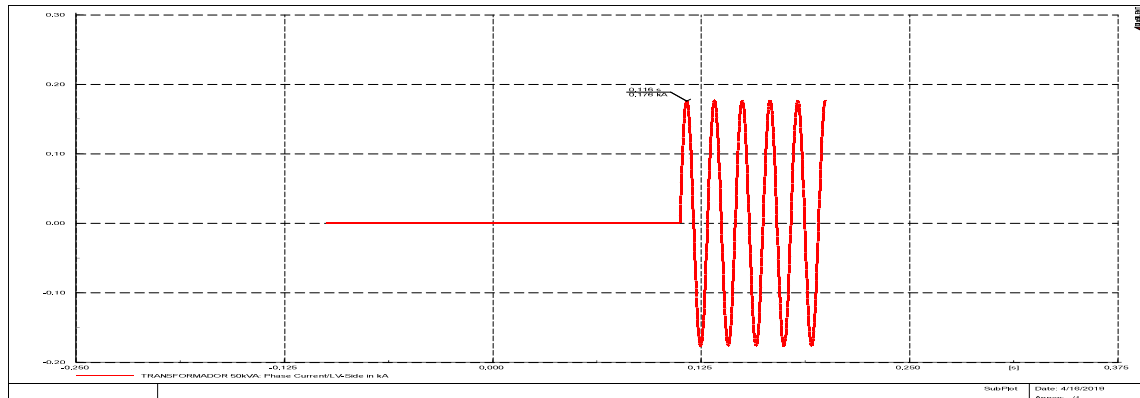 0.30
0.20
0.116 s
0.176 kA
0.10
0.00
-0.10
-0.20
-0.250
-0.125
0.000
0.125
0.250
[s]
0.375
TRANSFORMADOR 50kVA: Phase Current/LV-Side in kA
SubPlot
Date: 4/16/2019